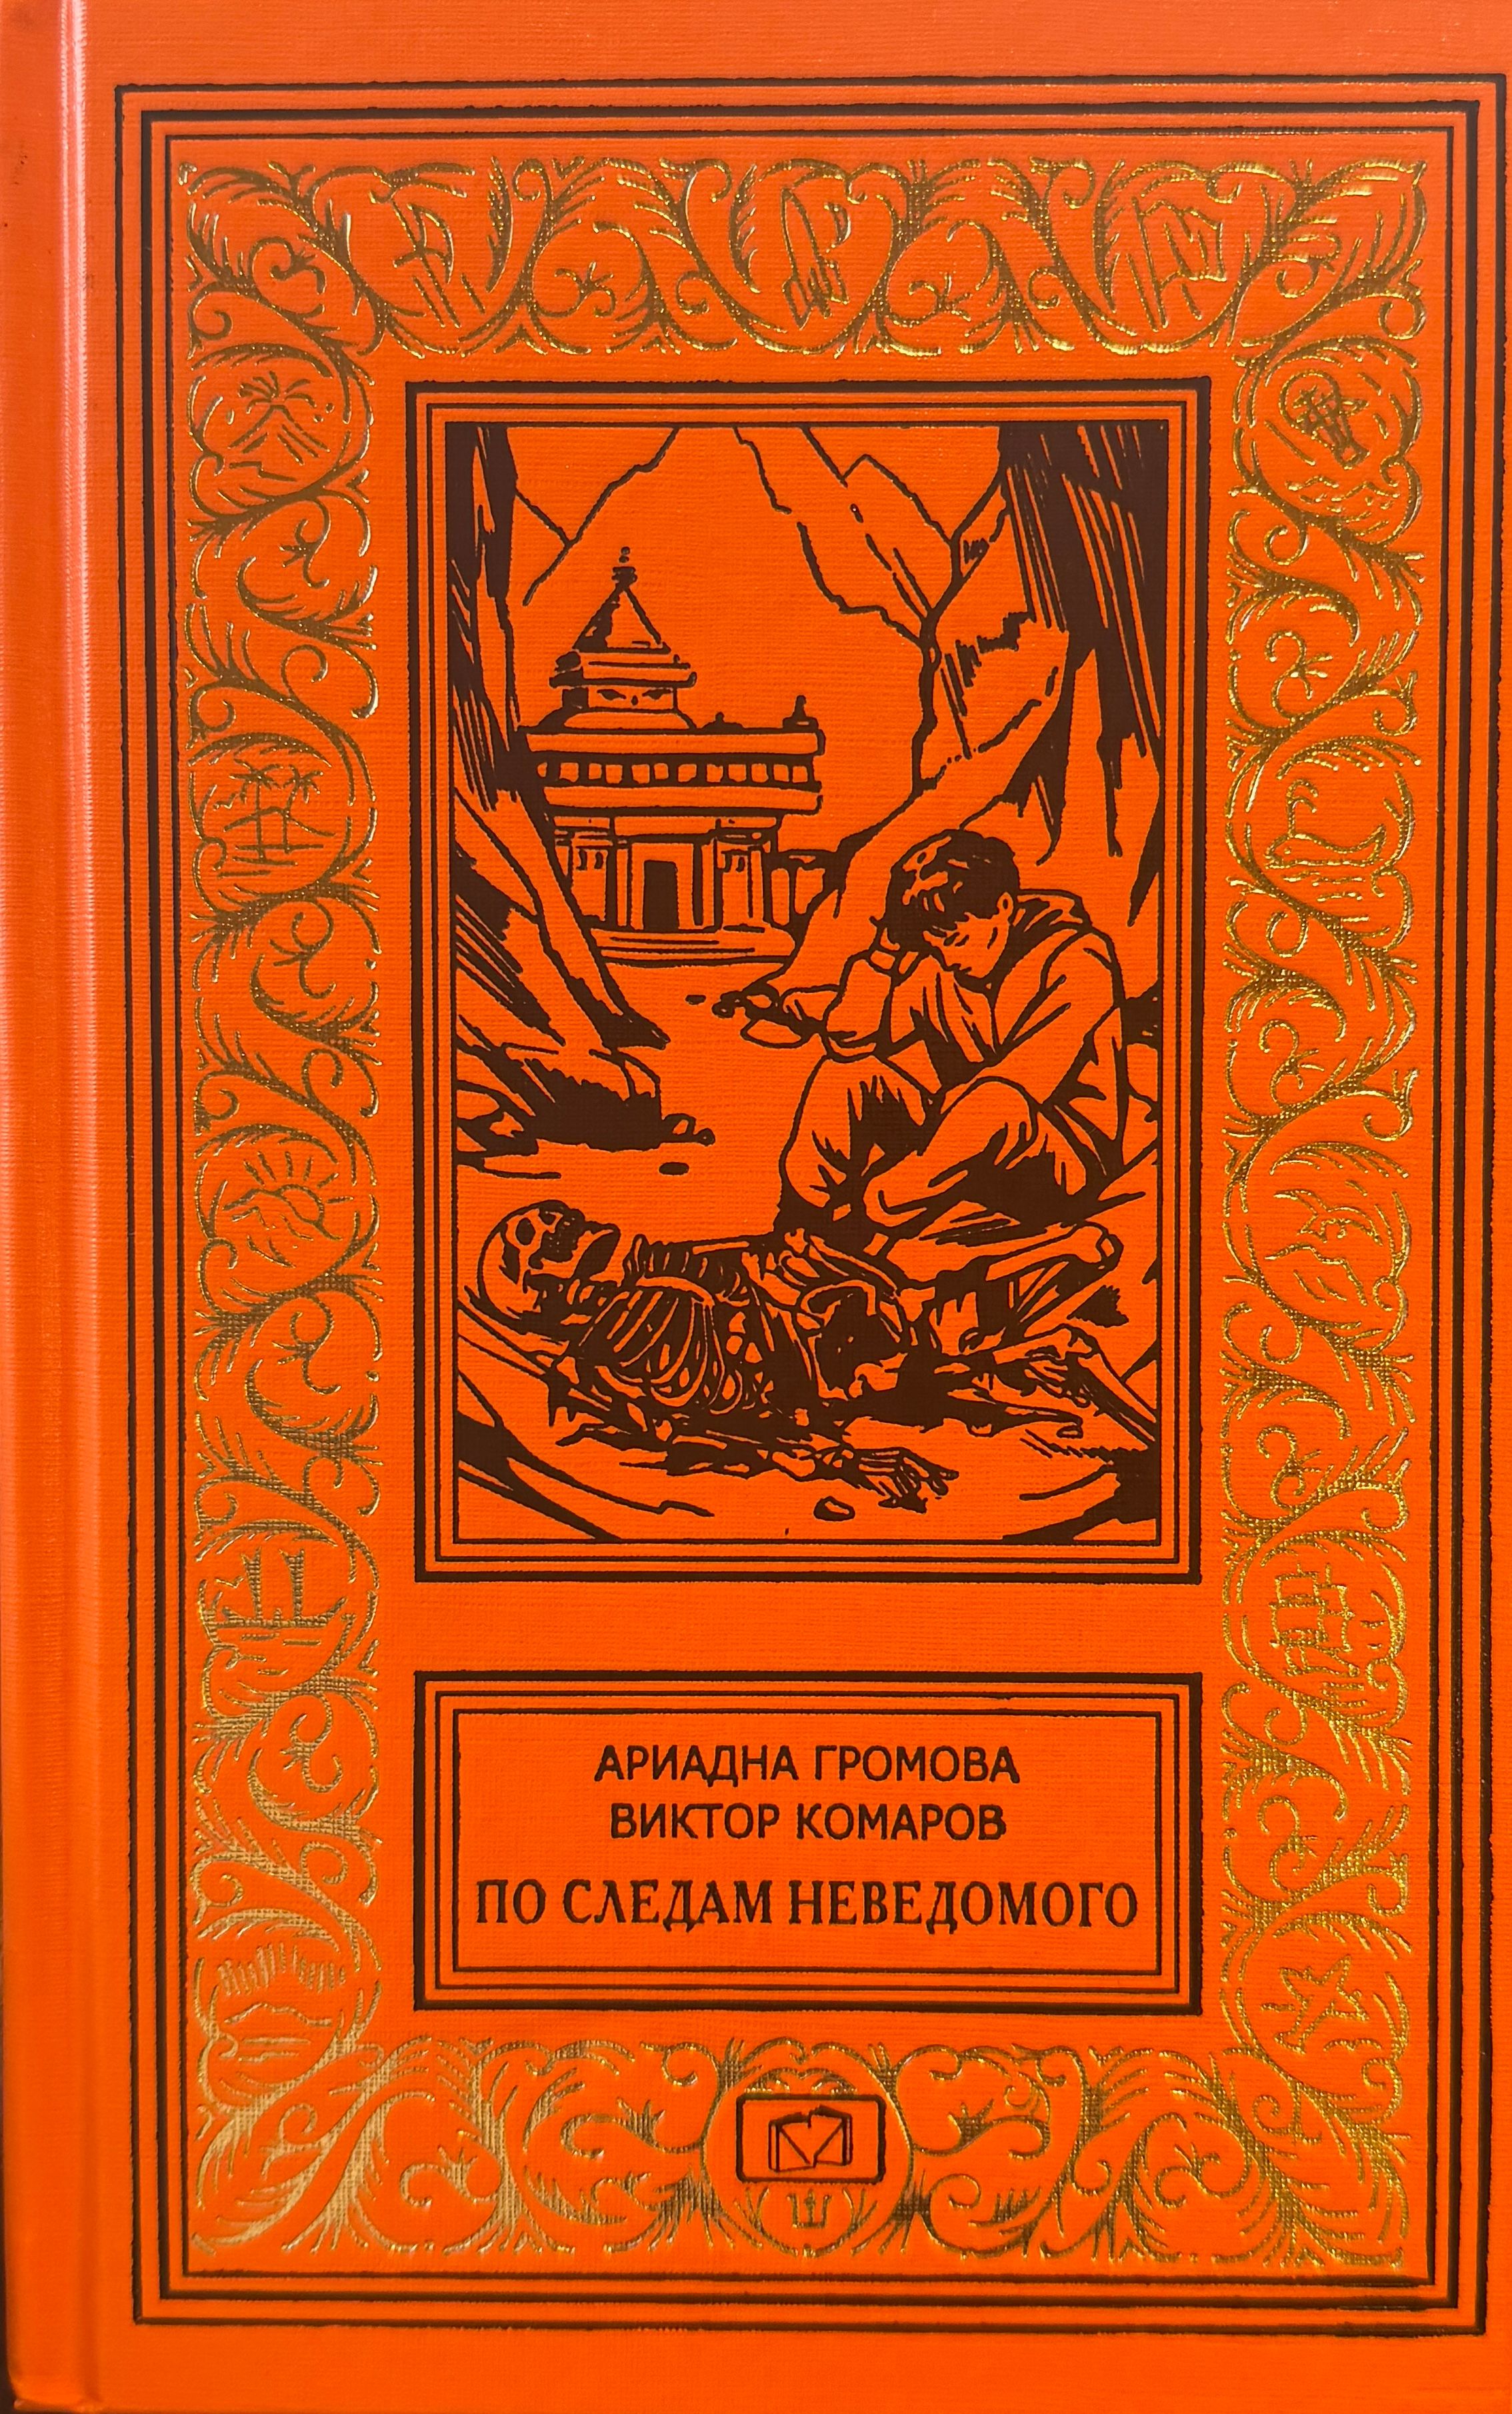 АРИАДНА ГРОМОВА
ВИКТОР КОМАРОВ
ПО СЛЕДАМ НЕВЕДОМОГО